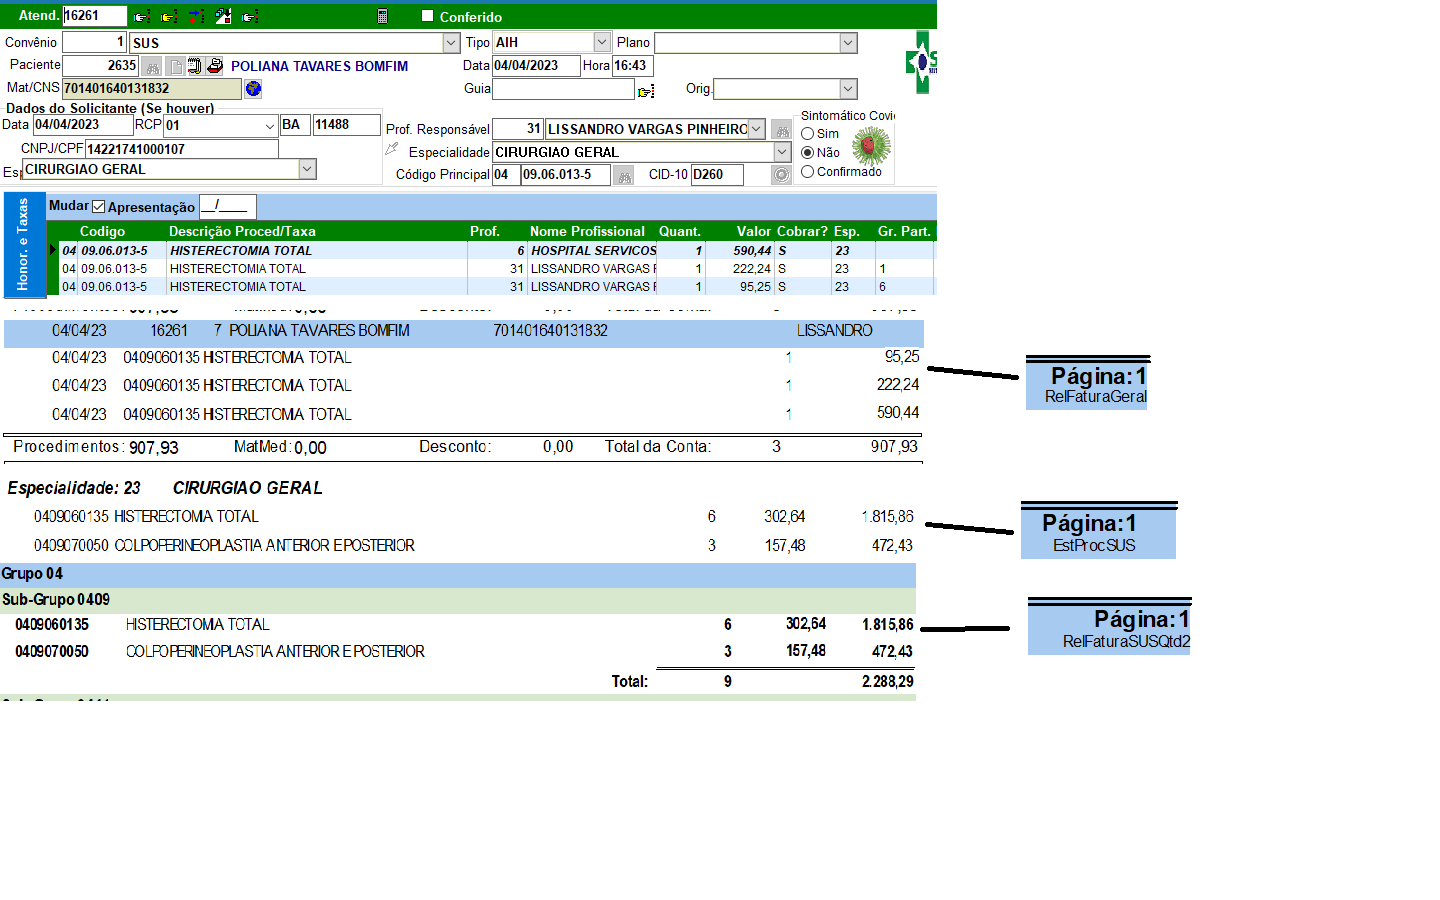 Atend. 16261 Conferido
Convênio 1 SUS Tipo AIH Plano
Paciente 2635 POLIANA TAVARES BOMFIM Data 04/04/2023 Hora 16:43
Mat/CNS 701401640131832 Guia Orig.
Dados do Solicitante (Se houver)
Data 04/04/2023 RCP 01 BA 11488
CNPJ/CPF 14221741000107
Esp CIRURGIAO GERAL
Prof. Responsável 31 LISSANDRO VARGAS PINHEIRO
Especialidade CIRURGIAO GERAL
Código Principal 04 09.06.013-5 CID-10 D260
Sintomático Covi
Sim
Não
Confirmado
Honor. e Taxas
Mudar Apresentação __/____
Codigo Descrição Proced/Taxa Prof. Nome Profissional Quant. Valor Cobrar? Esp. Gr. Part.
04 09.06.013-5 HISTERECTOMIA TOTAL 6 HOSPITAL SERVICOS 1 590,44 S 23
04 09.06.013-5 HISTERECTOMIA TOTAL 31 LISSANDRO VARGAS 1 222,24 S 23 1
04 09.06.013-5 HISTERECTOMIA TOTAL 31 LISSANDRO VARGAS 1 95,25 S 23 6
04/04/23 16261 7 POLIANA TAVARES BOMFIM 701401640131832 LISSANDRO
04/04/23 0409060135 HISTERECTOMIA TOTAL 1 95,25
04/04/23 0409060135 HISTERECTOMIA TOTAL 1 222,24
04/04/23 0409060135 HISTERECTOMIA TOTAL 1 590,44
Procedimentos: 907,93 MatMed: 0,00 Desconto: 0,00 Total da Conta: 3 907,93
Página:1
RelFaturaGeral
Especialidade: 23 CIRURGIAO GERAL
0409060135 HISTERECTOMIA TOTAL 6 302,64 1.815,86
0409070050 COLPOPERINEOPLASTIA ANTERIOR E POSTERIOR 3 157,48 472,43
Página:1
EstProcSUS
Grupo 04
Sub-Grupo 0409
0409060135 HISTERECTOMIA TOTAL 6 302,64 1.815,86
0409070050 COLPOPERINEOPLASTIA ANTERIOR E POSTERIOR 3 157,48 472,43
Total: 9 2.288,29
Página:1
RelFaturaSUSQtd2